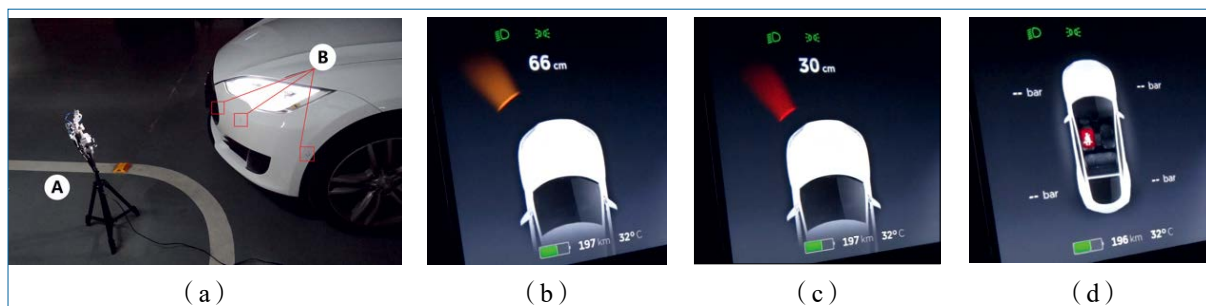 A
B
(a)
66 cm
197 km 32°C
(b)
30 cm
197 km 32°C
(c)
-- bar
-- bar
-- bar
-- bar
196 km 32°C
(d)